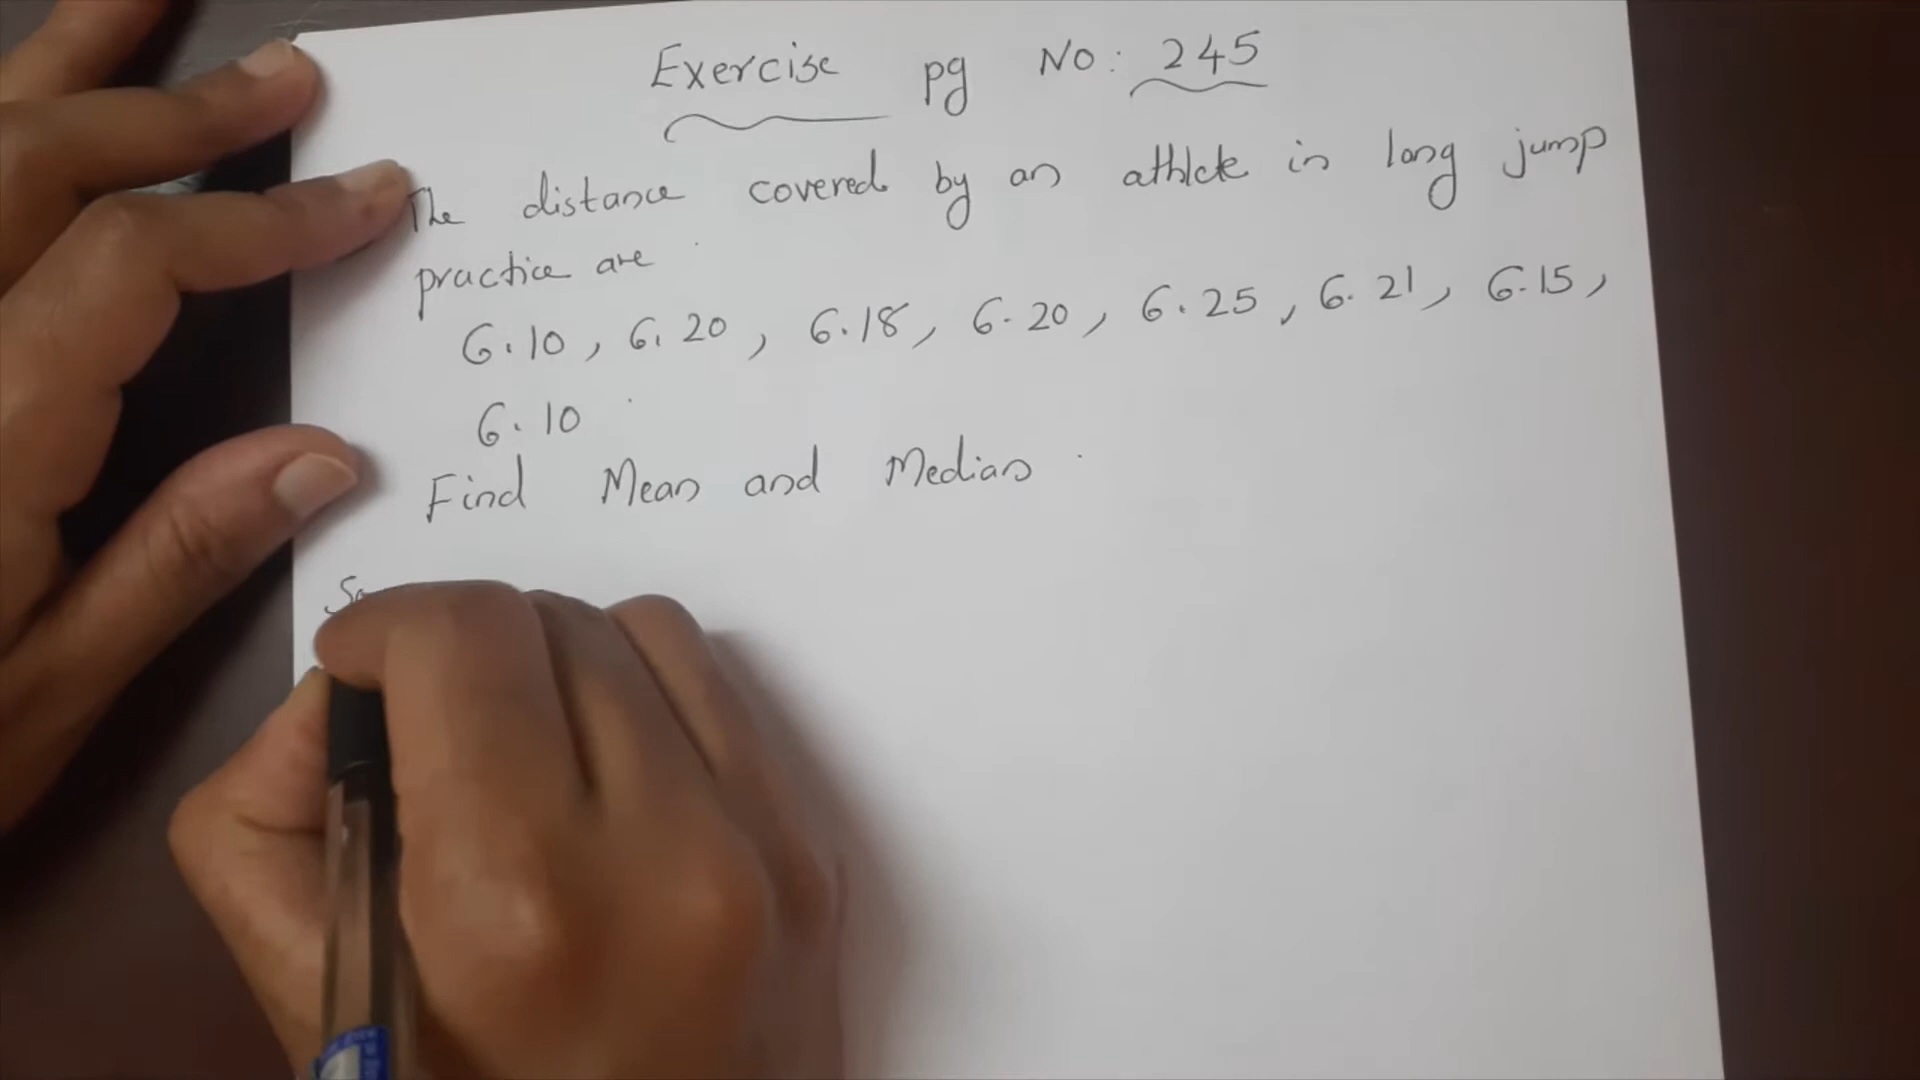 Exercise pg No: 245
The distance covered by an athlete in long jump
practice are
6.10, 6.20, 6.18, 6.20, 6.25, 6.21, 6.15,
6.10
Find Mean and Median